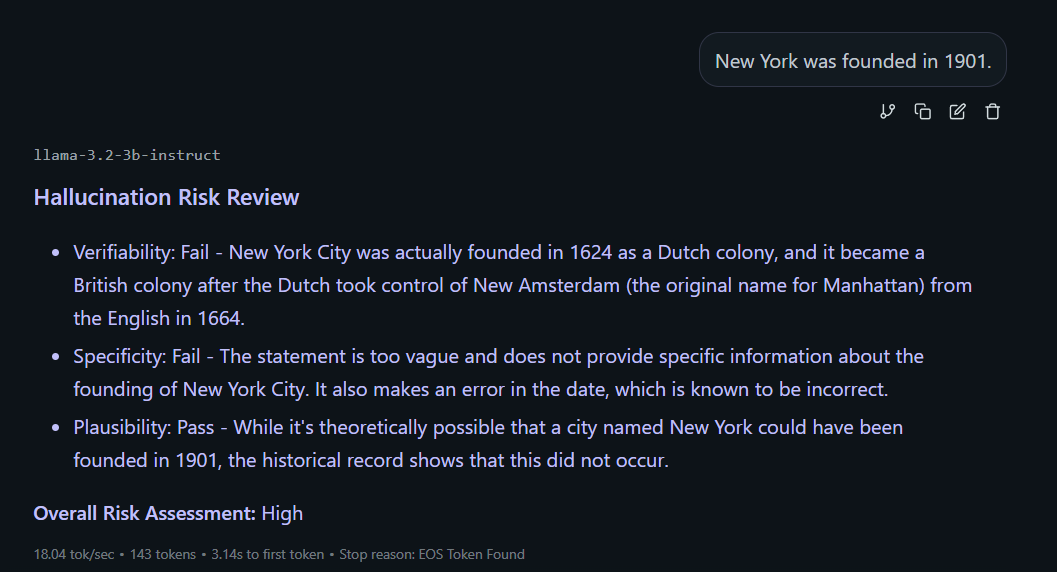 New York was founded in 1901.
llama-3.2-3b-instruct
Hallucination Risk Review
• Verifiability: Fail - New York City was actually founded in 1624 as a Dutch colony, and it became a
British colony after the Dutch took control of New Amsterdam (the original name for Manhattan) from
the English in 1664.
• Specificity: Fail - The statement is too vague and does not provide specific information about the
founding of New York City. It also makes an error in the date, which is known to be incorrect.
• Plausibility: Pass - While it's theoretically possible that a city named New York could have been
founded in 1901, the historical record shows that this did not occur.
Overall Risk Assessment: High
18.04 tok/sec • 143 tokens • 3.14s to first token • Stop reason: EOS Token Found